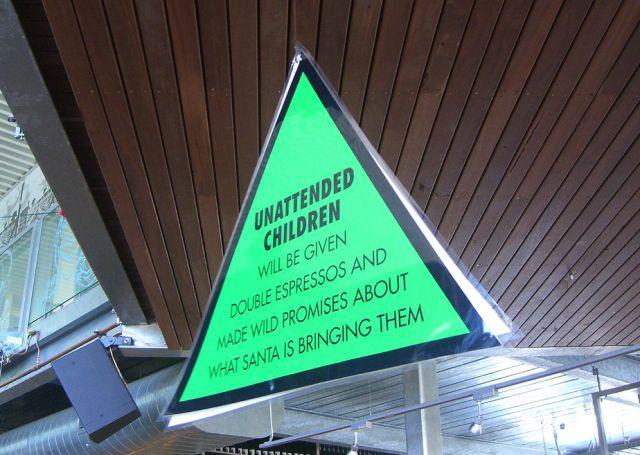 UNATTENDED
CHILDREN
WILL BE GIVEN
DOUBLE ESPRESSOS AND
MADE WILD PROMISES ABOUT
WHAT SANTA IS BRINGING THEM